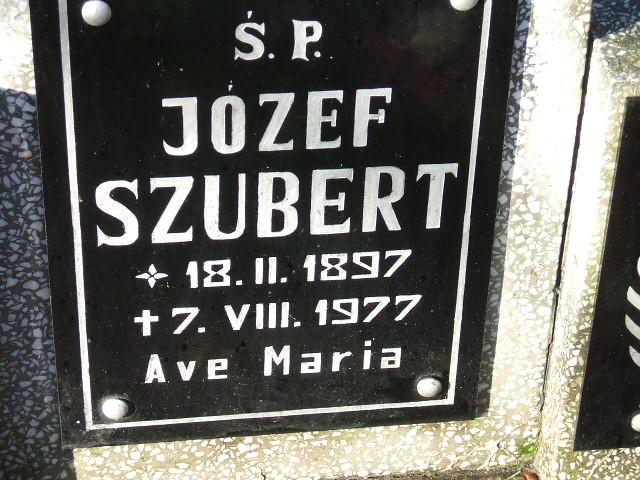 Ś. P.
JÓZEF
SZUBERT
18. II. 1897
7. VIII. 1977
Ave Maria